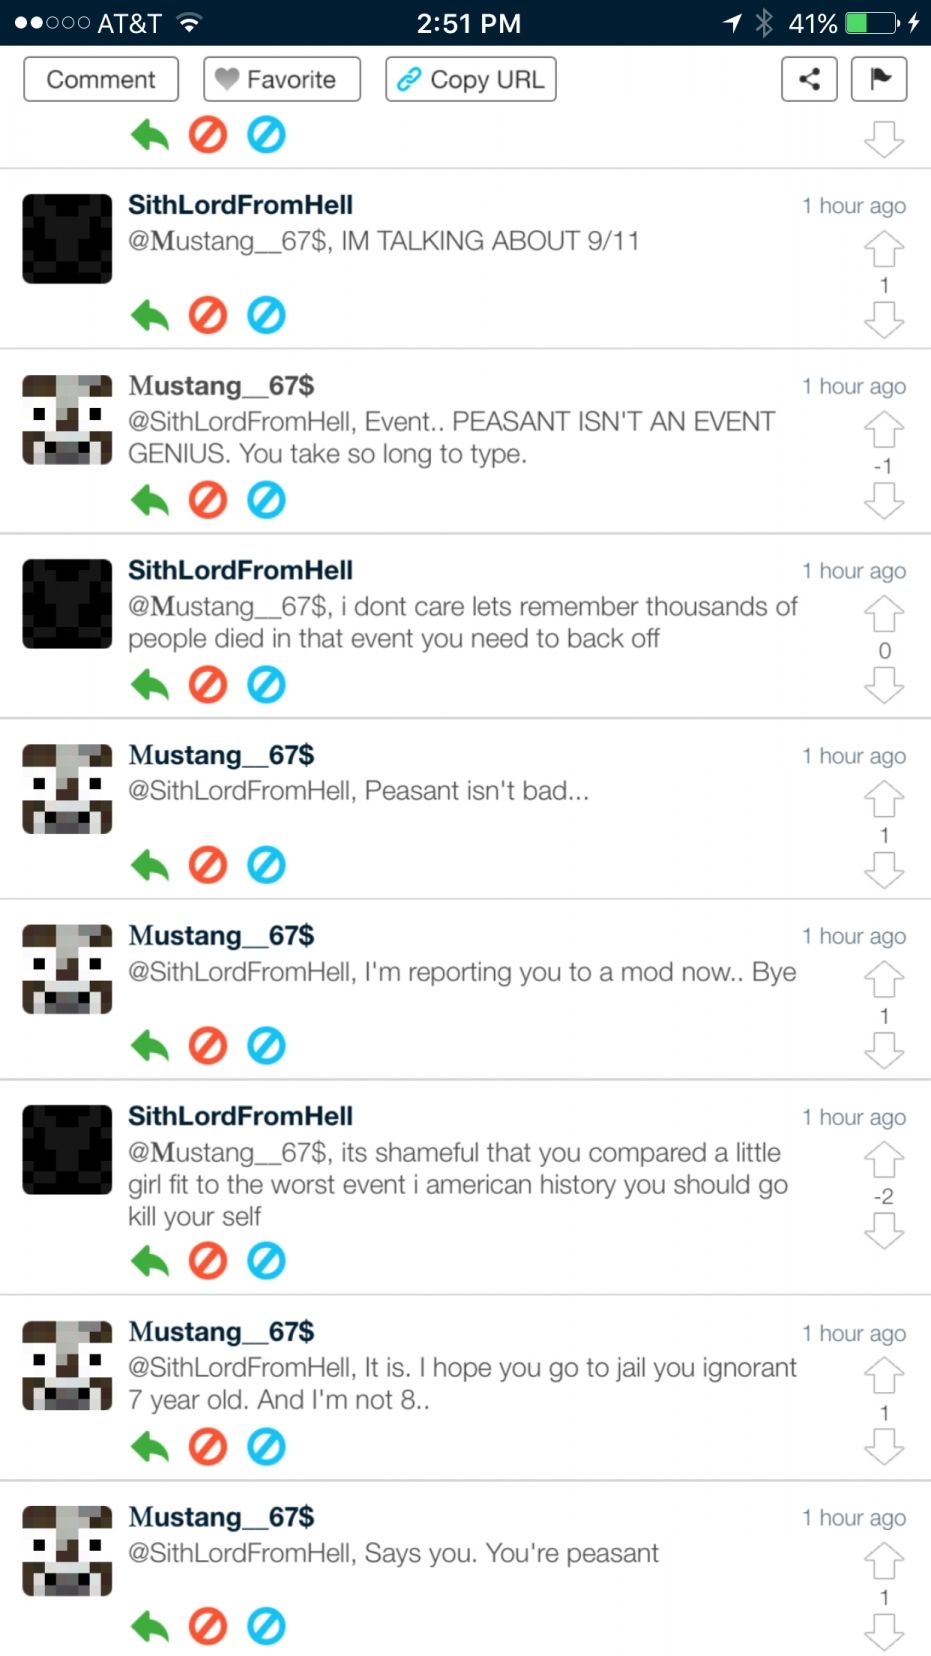 AT&T 2:51 PM 41%
Comment Favorite Copy URL
SithLordFromHell 1 hour ago
@Mustang__67$, IM TALKING ABOUT 9/11
1
Mustang__67$ 1 hour ago
@SithLordFromHell, Event.. PEASANT ISN'T AN EVENT
GENIUS. You take so long to type.
-1
SithLordFromHell 1 hour ago
@Mustang__67$, i dont care lets remember thousands of
people died in that event you need to back off
0
Mustang__67$ 1 hour ago
@SithLordFromHell, Peasant isn't bad...
1
Mustang__67$ 1 hour ago
@SithLordFromHell, I'm reporting you to a mod now.. Bye
1
SithLordFromHell 1 hour ago
@Mustang__67$, its shameful that you compared a little
girl fit to the worst event i american history you should go
kill your self
-2
Mustang__67$ 1 hour ago
@SithLordFromHell, It is. I hope you go to jail you ignorant
7 year old. And I'm not 8..
1
Mustang__67$ 1 hour ago
@SithLordFromHell, Says you. You're peasant
1